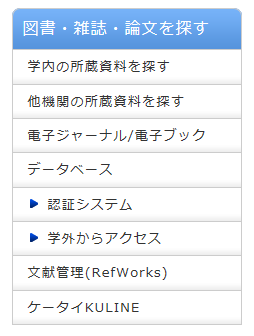 図書・雑誌・論文を探す
学内の所蔵資料を探す
他機関の所蔵資料を探す
電子ジャーナル/電子ブック
データベース
認証システム
学外からアクセス
文献管理(RefWorks)
ケータイKULINE